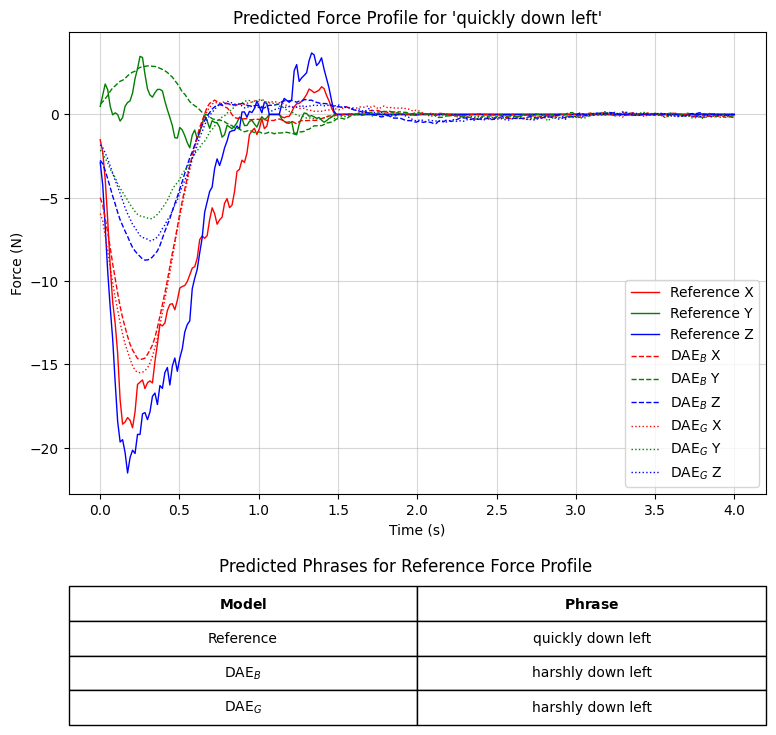 Predicted Force Profile for 'quickly down left'
Force (N)
0
−5
−10
−15
−20
0.0 0.5 1.0 1.5 2.0 2.5 3.0 3.5 4.0
Time (s)
Reference X
Reference Y
Reference Z
DAE_B X
DAE_B Y
DAE_B Z
DAE_G X
DAE_G Y
DAE_G Z
Predicted Phrases for Reference Force Profile
Model Phrase
Reference quickly down left
DAE_B harshly down left
DAE_G harshly down left